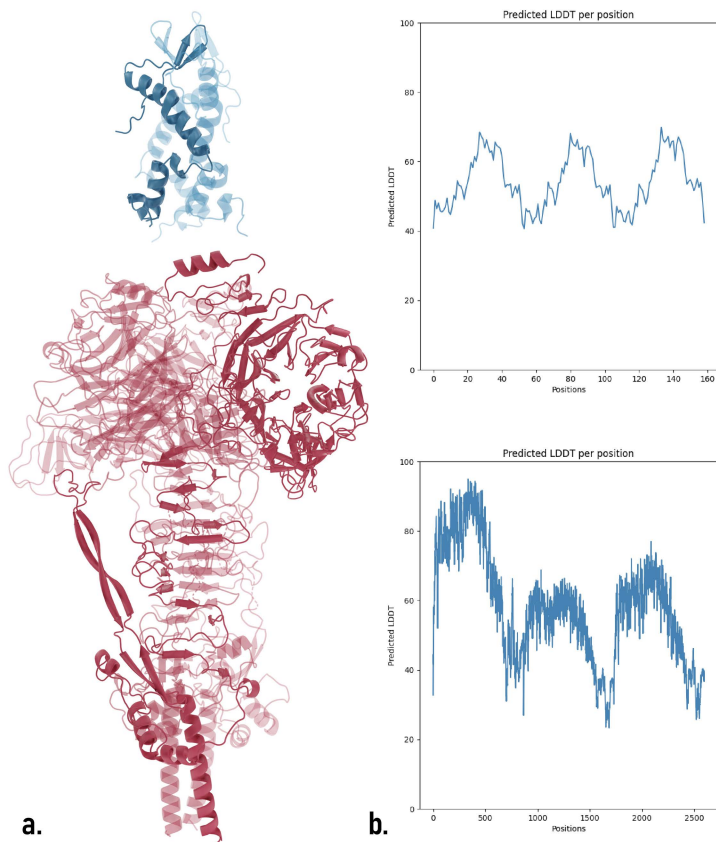 Predicted LDDT per position
100
80
60
40
20
0
Predicted LDDT
0 20 40 60 80 100 120 140 160
Positions
Predicted LDDT per position
100
80
60
40
20
0
Predicted LDDT
0 500 1000 1500 2000 2500
Positions
a. b.